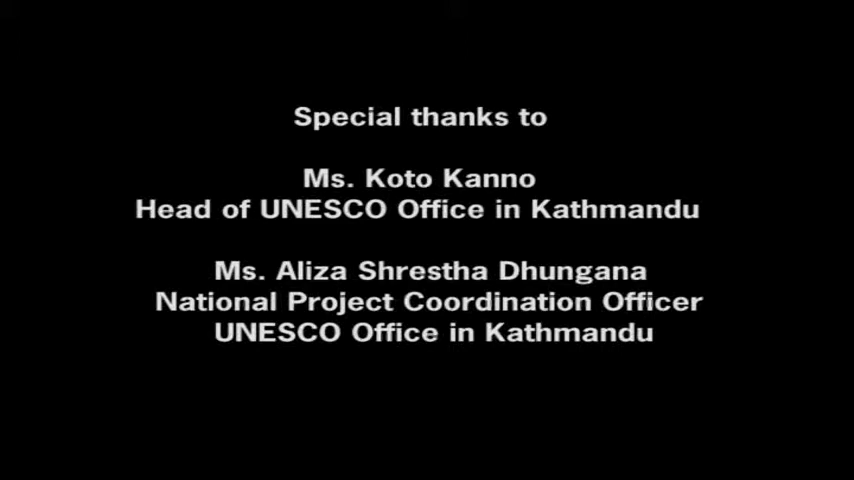 Special thanks to
Ms. Koto Kanno
Head of UNESCO Office in Kathmandu
Ms. Aliza Shrestha Dhungana
National Project Coordination Officer
UNESCO Office in Kathmandu